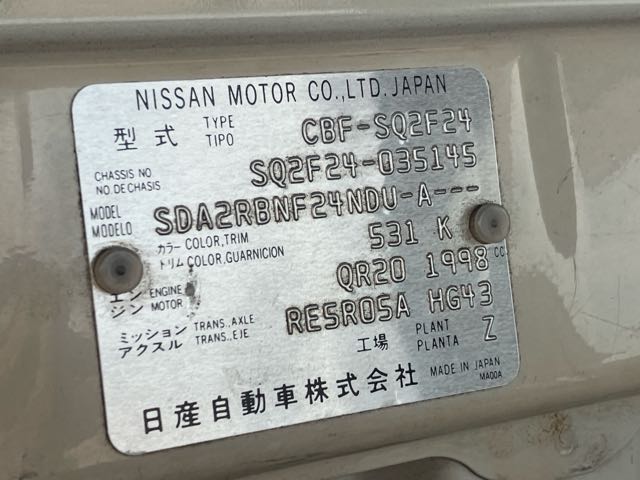 NISSAN MOTOR CO.,LTD. JAPAN
型式 TYPE TIPO CBF-SQ2F24
CHASSIS NO NO DE CHASIS SQ2F24-035145
MODEL MODELO SDA2RBNF24NDU-A---
カラー COLOR,TRIM トリム COLOR,GUARNICION 531 K
エンジン ENGINE MOTOR QR20 1998 CC
ミッション アクスル TRANS.,AXLE TRANS.,EJE RE5R05A HG43
工場 PLANT PLANTA Z
日産自動車株式会社 MADE IN JAPAN
MA00A